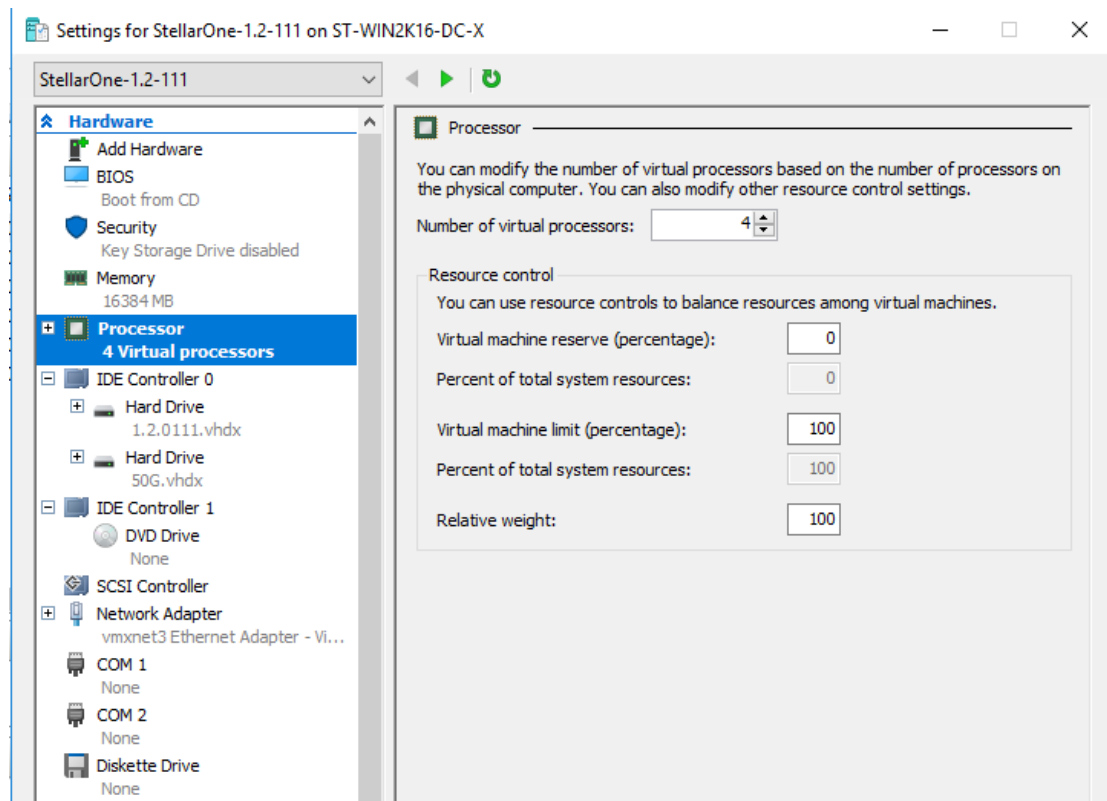 Settings for StellarOne-1.2-111 on ST-WIN2K16-DC-X
StellarOne-1.2-111
Hardware
Add Hardware
BIOS
Boot from CD
Security
Key Storage Drive disabled
Memory
16384 MB
Processor
4 Virtual processors
IDE Controller 0
Hard Drive
1.2.0111.vhdx
Hard Drive
50G.vhdx
IDE Controller 1
DVD Drive
None
SCSI Controller
Network Adapter
vmxnet3 Ethernet Adapter - Vi...
COM 1
None
COM 2
None
Diskette Drive
None
Processor
You can modify the number of virtual processors based on the number of processors on
the physical computer. You can also modify other resource control settings.
Number of virtual processors: 4
Resource control
You can use resource controls to balance resources among virtual machines.
Virtual machine reserve (percentage): 0
Percent of total system resources: 0
Virtual machine limit (percentage): 100
Percent of total system resources: 100
Relative weight: 100